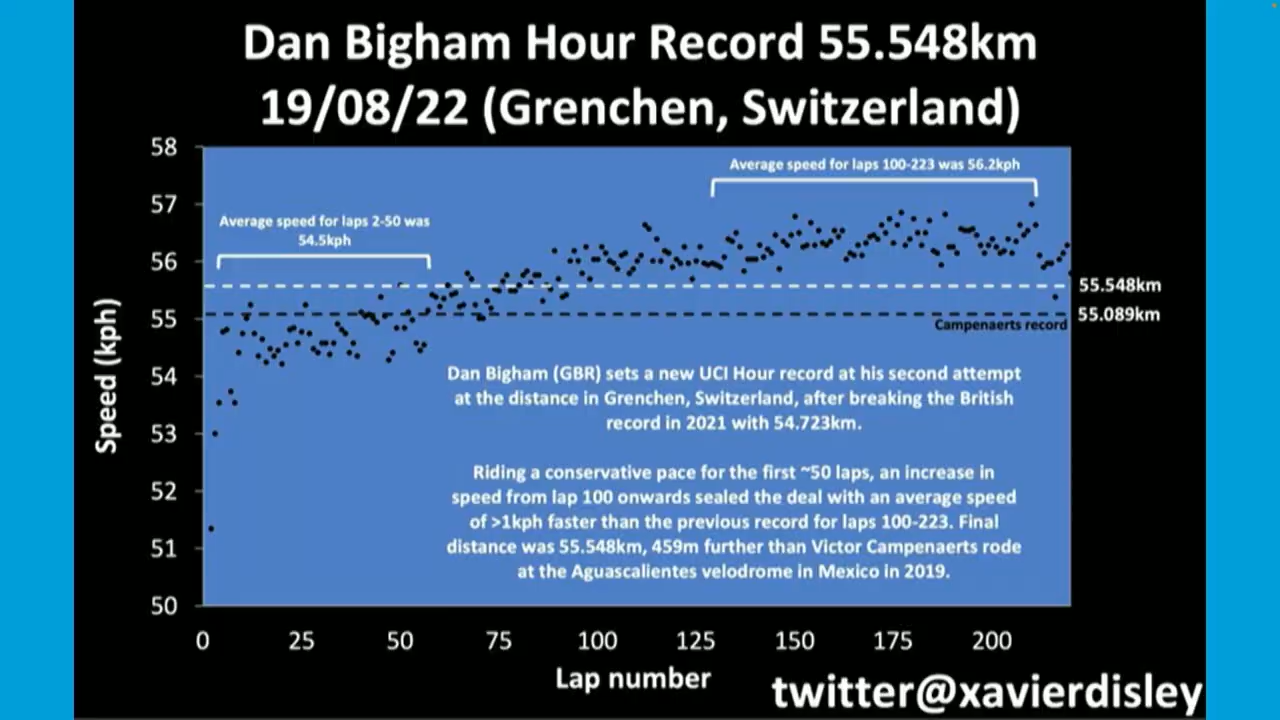 Dan Bigham Hour Record 55.548km
19/08/22 (Grenchen, Switzerland)
58
57
56
55
54
53
52
51
50
Speed (kph)
Average speed for laps 2-50 was
54.5kph
Average speed for laps 100-223 was 56.2kph
55.548km
55.089km
Campenaerts record
Dan Bigham (GBR) sets a new UCI Hour record at his second attempt
at the distance in Grenchen, Switzerland, after breaking the British
record in 2021 with 54.723km.
Riding a conservative pace for the first ~50 laps, an increase in
speed from lap 100 onwards sealed the deal with an average speed
of >1kph faster than the previous record for laps 100-223. Final
distance was 55.548km, 459m further than Victor Campenaerts rode
at the Aguascalientes velodrome in Mexico in 2019.
0 25 50 75 100 125 150 175 200
Lap number
twitter@xavierdisley